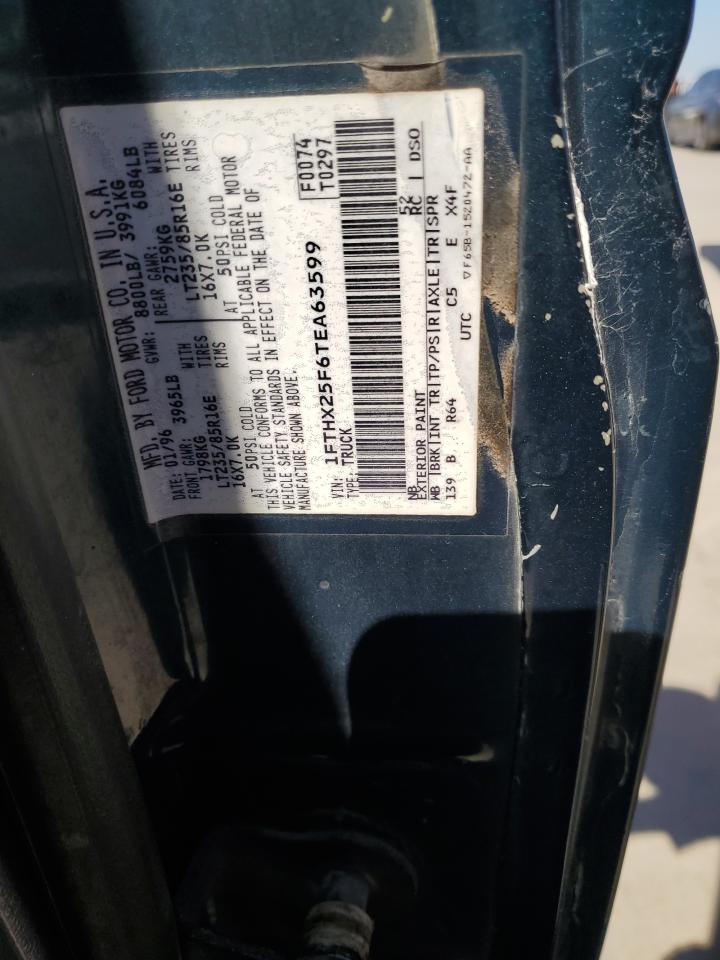 MFD. BY FORD MOTOR CO. IN U.S.A.
DATE: 01/96 GVWR: 8800LB/ 3991KG
FRONT GAWR: 3965LB REAR GAWR: 6084LB
1798KG WITH 2759KG WITH
LT235/85R16E TIRES LT235/85R16E TIRES
16X7.0K RIMS 16X7.0K RIMS
AT 50PSI COLD AT 50PSI COLD
THIS VEHICLE CONFORMS TO ALL APPLICABLE FEDERAL MOTOR
VEHICLE SAFETY STANDARDS IN EFFECT ON THE DATE OF
MANUFACTURE SHOWN ABOVE.
F0074
VIN: 1FTHX25F6TEA63599 T0297
TYPE: TRUCK
NB 52
EXTERIOR PAINT RC DSO
WB BRK INT TR TP/PS R AXLE TR SPR
139 B R64 C5 E X4F
UTC ▽F65B-1520472-AA